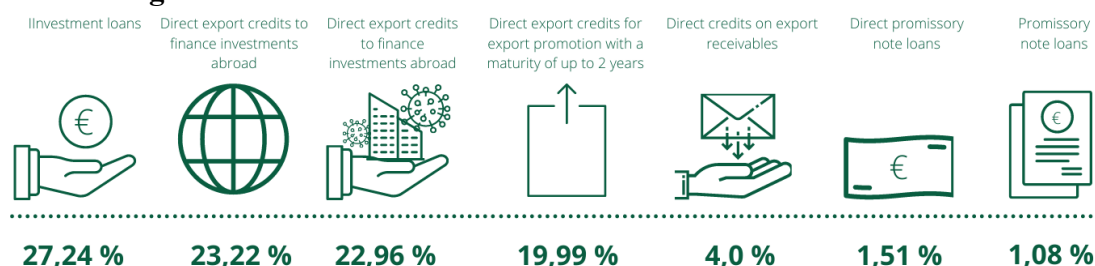 IInvestment loans
Direct export credits to
finance investments
abroad
Direct export credits
to finance
investments abroad
Direct export credits for
export promotion with a
maturity of up to 2 years
Direct credits on export
receivables
Direct promissory
note loans
Promissory
note loans
€
€
€
27,24 %
23,22 %
22,96 %
19,99 %
4,0 %
1,51 %
1,08 %